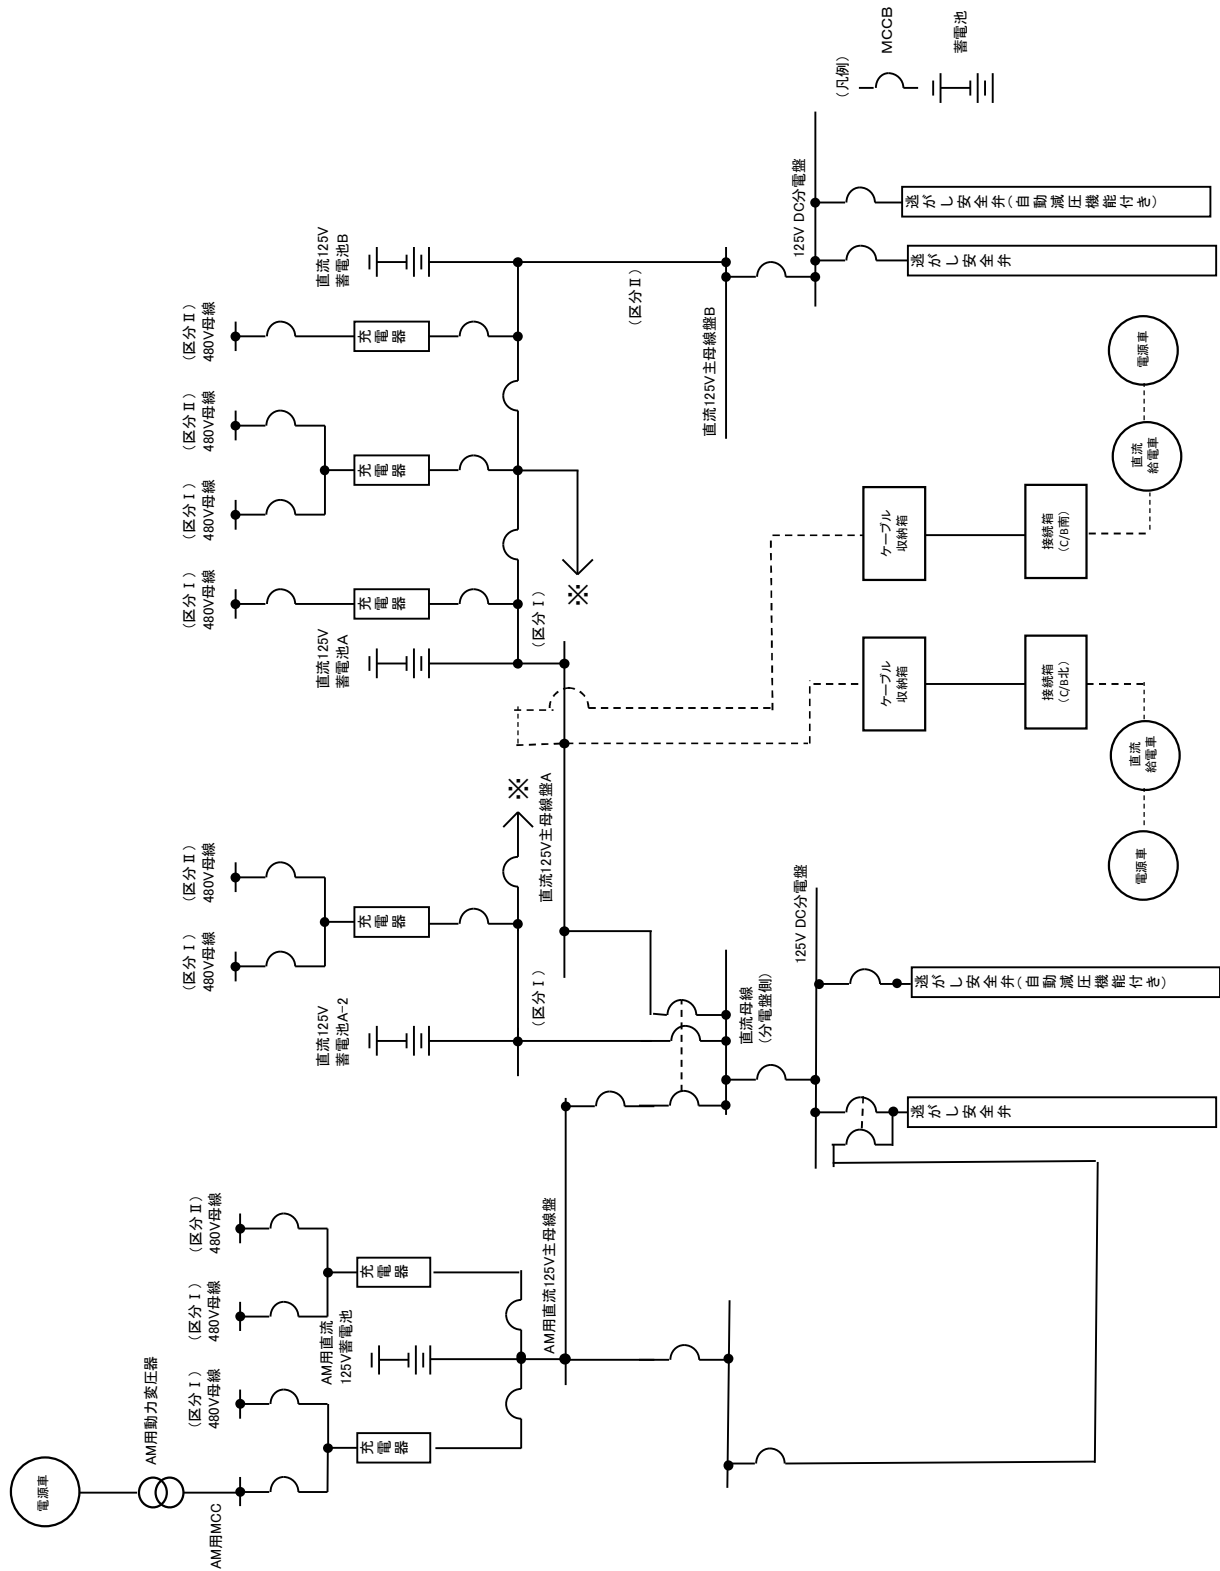 電源車
AM用動力変圧器
AM用MCC
(区分Ⅰ)
480V母線
(区分Ⅰ)
480V母線
(区分Ⅱ)
480V母線
(区分Ⅰ)
480V母線
(区分Ⅱ)
480V母線
(区分Ⅰ)
480V母線
(区分Ⅰ)
480V母線
(区分Ⅱ)
480V母線
(区分Ⅱ)
480V母線
AM用直流
125V蓄電池
直流125V
蓄電池A-2
直流125V
蓄電池A
直流125V
蓄電池B
充電器
充電器
充電器
充電器
充電器
充電器
※
※
(区分Ⅰ)
(区分Ⅰ)
(区分Ⅱ)
AM用直流125V主母線盤
直流125V主母線盤A
直流125V主母線盤B
直流母線
(分電盤側)
125V DC分電盤
125V DC分電盤
(凡例)
MCCB
蓄電池
逃がし安全弁
逃がし安全弁(自動減圧機能付き)
逃がし安全弁
逃がし安全弁(自動減圧機能付き)
ケーブル
収納箱
ケーブル
収納箱
接続箱
(C/B北)
接続箱
(C/B南)
電源車
直流
給電車
直流
給電車
電源車